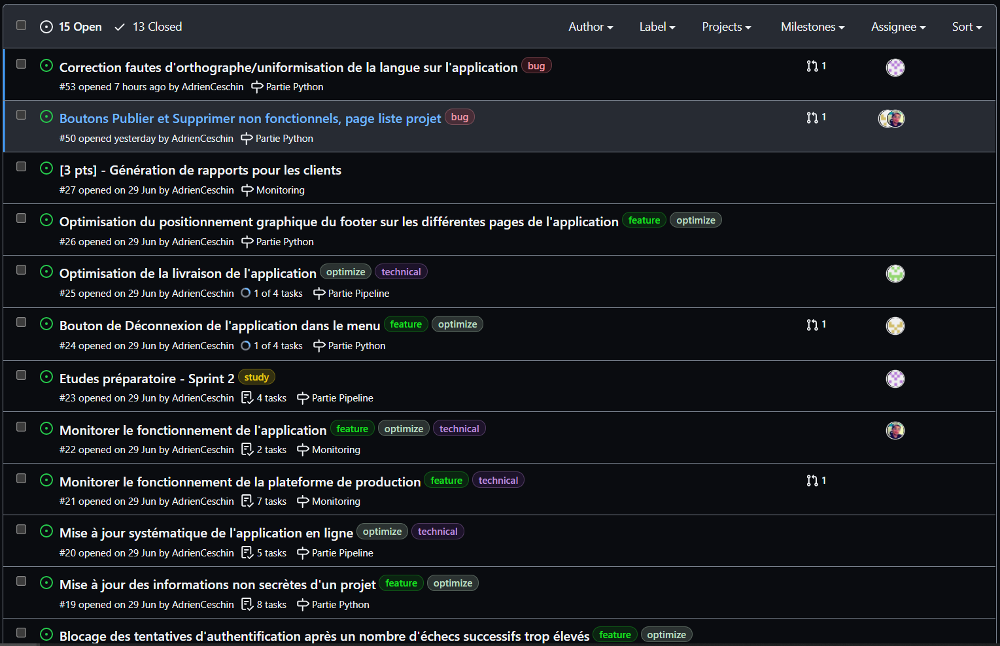 15 Open 13 Closed Author Label Projects Milestones Assignee Sort
Correction fautes d'orthographe/uniformisation de la langue sur l'application bug 1
#53 opened 7 hours ago by AdrienCeschin Partie Python
Boutons Publier et Supprimer non fonctionnels, page liste projet bug 1
#50 opened yesterday by AdrienCeschin Partie Python
[3 pts] - Génération de rapports pour les clients
#27 opened on 29 Jun by AdrienCeschin Monitoring
Optimisation du positionnement graphique du footer sur les différentes pages de l'application feature optimize
#26 opened on 29 Jun by AdrienCeschin Partie Python
Optimisation de la livraison de l'application optimize technical
#25 opened on 29 Jun by AdrienCeschin 1 of 4 tasks Partie Pipeline
Bouton de Déconnexion de l'application dans le menu feature optimize 1
#24 opened on 29 Jun by AdrienCeschin 1 of 4 tasks Partie Python
Etudes préparatoire - Sprint 2 study
#23 opened on 29 Jun by AdrienCeschin 4 tasks Partie Pipeline
Monitorer le fonctionnement de l'application feature optimize technical
#22 opened on 29 Jun by AdrienCeschin 2 tasks Monitoring
Monitorer le fonctionnement de la plateforme de production feature technical 1
#21 opened on 29 Jun by AdrienCeschin 7 tasks Monitoring
Mise à jour systématique de l'application en ligne optimize technical
#20 opened on 29 Jun by AdrienCeschin 5 tasks Partie Pipeline
Mise à jour des informations non secrètes d'un projet feature optimize
#19 opened on 29 Jun by AdrienCeschin 8 tasks Partie Python
Blocage des tentatives d'authentification après un nombre d'échecs successifs trop élevés feature optimize